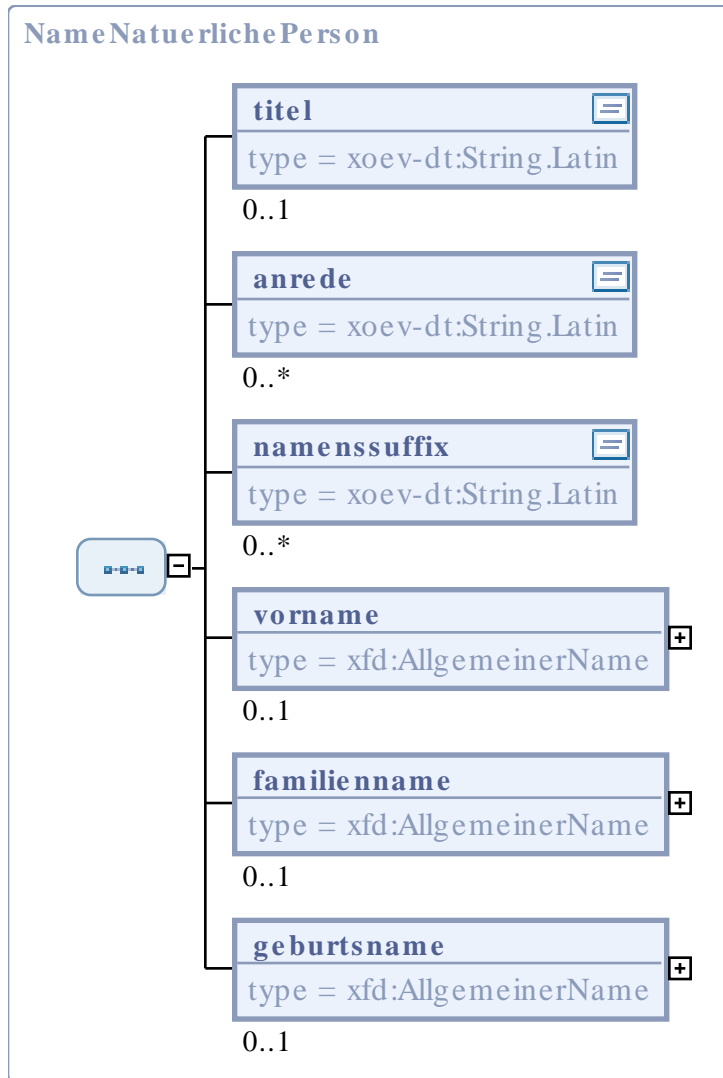 NameNatuerlichePerson
titel
type = xoev-dt:String.Latin
0..1
anrede
type = xoev-dt:String.Latin
0..*
namenssuffix
type = xoev-dt:String.Latin
0..*
vorname
type = xfd:AllgemeinerName
0..1
familienname
type = xfd:AllgemeinerName
0..1
geburtsname
type = xfd:AllgemeinerName
0..1